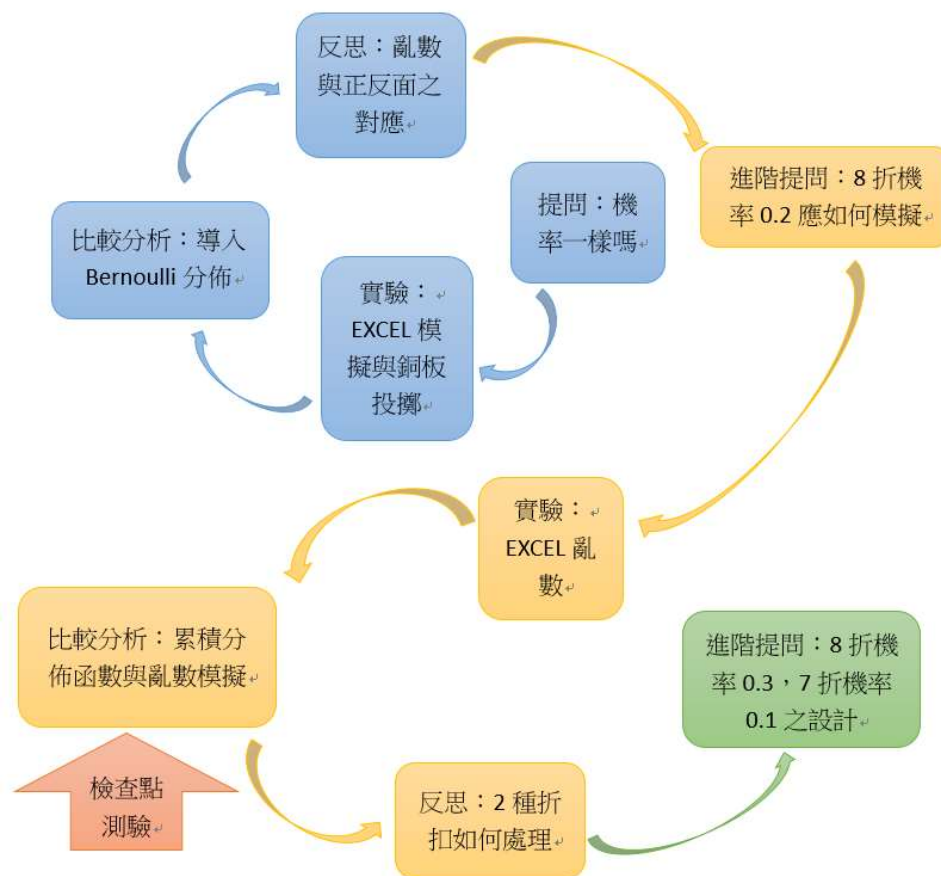 提問：機
率一樣嗎
實驗：
EXCEL 模
擬與銅板
投擲
比較分析：導入
Bernoulli 分佈
反思：亂數
與正反面之
對應
進階提問：8 折機
率 0.2 應如何模擬
實驗：
EXCEL 亂
數
比較分析：累積分
佈函數與亂數模擬
檢查點
測驗
反思：2 種折
扣如何處理
進階提問：8 折機
率 0.3，7 折機率
0.1 之設計